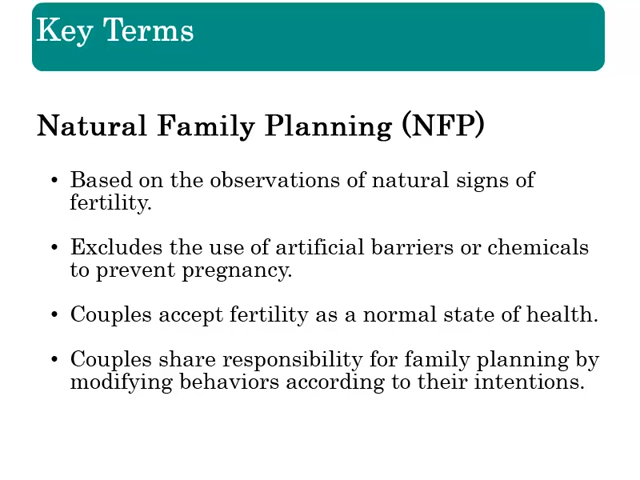 Key Terms
Natural Family Planning (NFP)
• Based on the observations of natural signs of
fertility.
• Excludes the use of artificial barriers or chemicals
to prevent pregnancy.
• Couples accept fertility as a normal state of health.
• Couples share responsibility for family planning by
modifying behaviors according to their intentions.